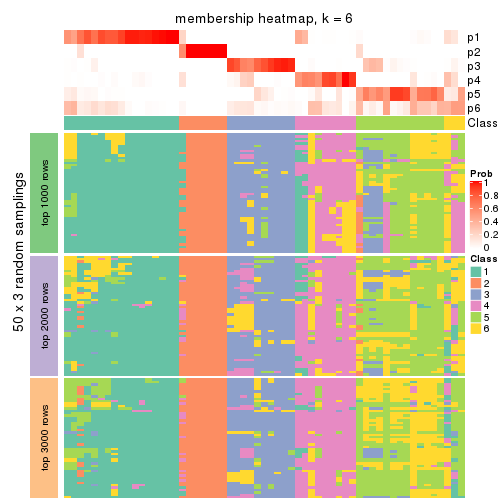 membership heatmap, k = 6
p1
p2
p3
p4
p5
p6
Class
50 x 3 random samplings
top 1000 rows
top 2000 rows
top 3000 rows
Prob
1
0.8
0.6
0.4
0.2
0
Class
1
2
3
4
5
6